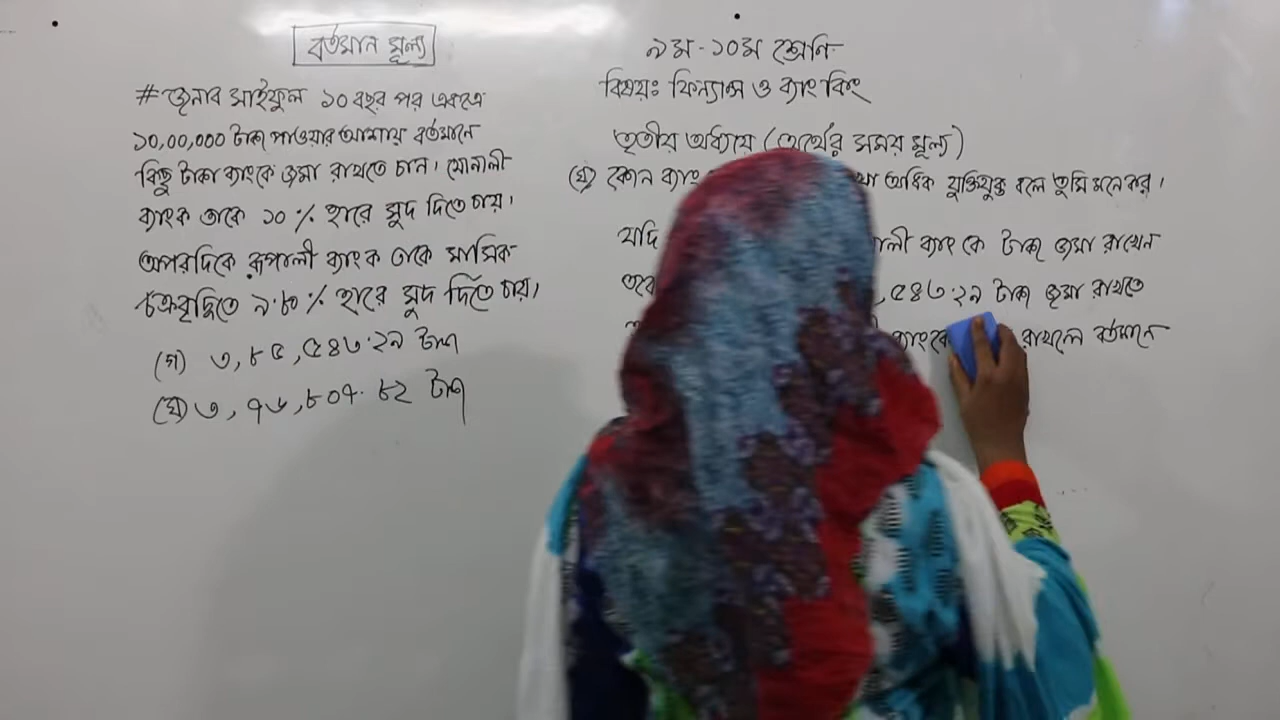 বর্তমান মূল্য
# জনাব সাইফুল ১০ বছর পর একত্রে
১০,০০,০০০ টাকা পাওয়ার আশায় বর্তমানে
কিছু টাকা ব্যাংকে জমা রাখতে চান। সোনালী
ব্যাংক তাকে ১০% হারে সুদ দিতে চায়।
অপরদিকে রূপালী ব্যাংক তাকে মাসিক
চক্রবৃদ্ধিতে ৯.৮০% হারে সুদ দিতে চায়।
(গ) ৩,৮৫,৫৪৩.২৯ টাকা
(ঘ) ৩,৭৬,৮০৭.৮২ টাকা
৯ম-১০ম শ্রেণি
বিষয়ঃ ফিন্যান্স ও ব্যাংকিং
তৃতীয় অধ্যায় (অর্থের সময় মূল্য)
(ঘ) কোন ব্যাং খা অধিক যুক্তিযুক্ত বলে তুমি মনে কর।
যদি ালী ব্যাংকে টাকা জমা রাখেন
তবে ,৫৪৩.২৯ টাকা জমা রাখতে
ব্যাংকে রাখলে বর্তমানে